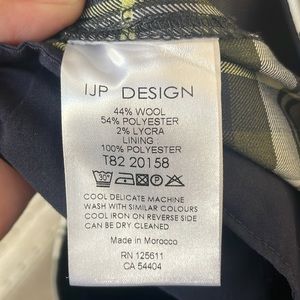 IJP DESIGN
44% WOOL
54% POLYESTER
2% LYCRA
LINING:
100% POLYESTER
T82 20158
30°
COOL DELICATE MACHINE
WASH WITH SIMILAR COLOURS
COOL IRON ON REVERSE SIDE
CAN BE DRY CLEANED
Made in Morocco
RN 125611
CA 54404